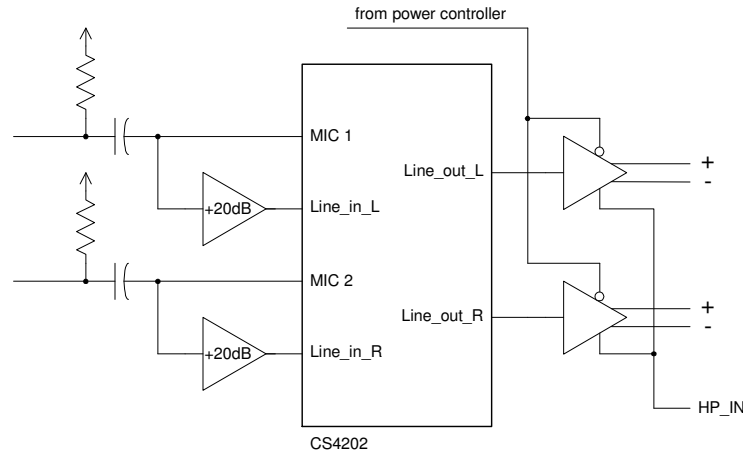 from power controller
MIC 1
Line_out_L
+
-
+20dB
Line_in_L
MIC 2
Line_out_R
+
-
+20dB
Line_in_R
HP_IN
CS4202